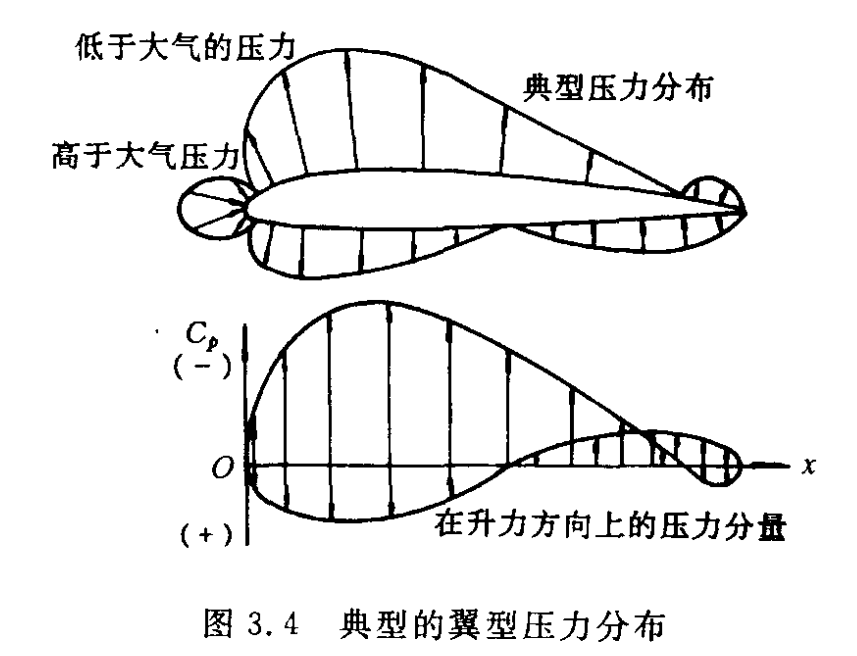 低于大气的压力
典型压力分布
高于大气压力
Cp
(-)
O
x
(+)
在升力方向上的压力分量
图 3.4 典型的翼型压力分布